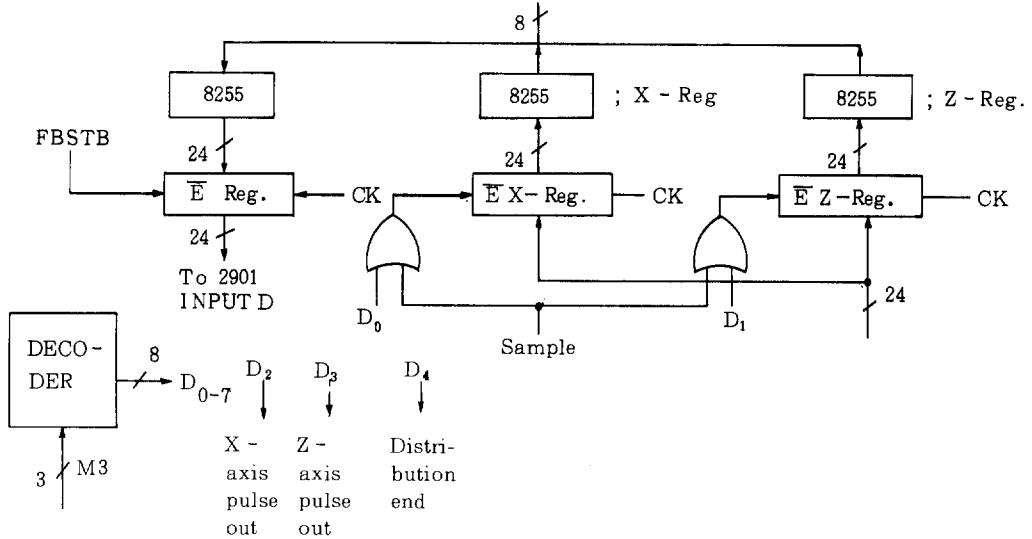 8
8255
8255 ; X - Reg
8255 ; Z - Reg.
FBSTB
24
24
24
E̅ Reg.
CK
E̅ X - Reg.
CK
E̅ Z - Reg.
CK
24
To 2901
INPUT D
D₀
D₁
24
Sample
DECO -
DER
8
D₀₋₇
D₂
D₃
D₄
3
M3
X -
axis
pulse
out
Z -
axis
pulse
out
Distri-
bution
end